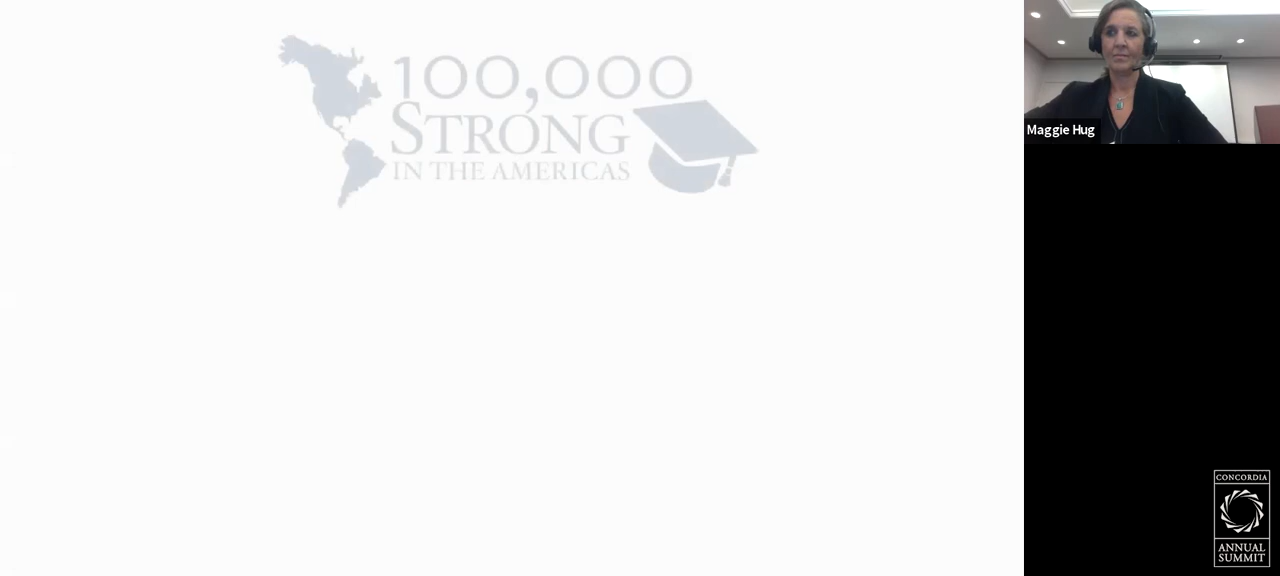 100,000
STRONG
IN THE AMERICAS
Maggie Hug
CONCORDIA
ANNUAL
SUMMIT